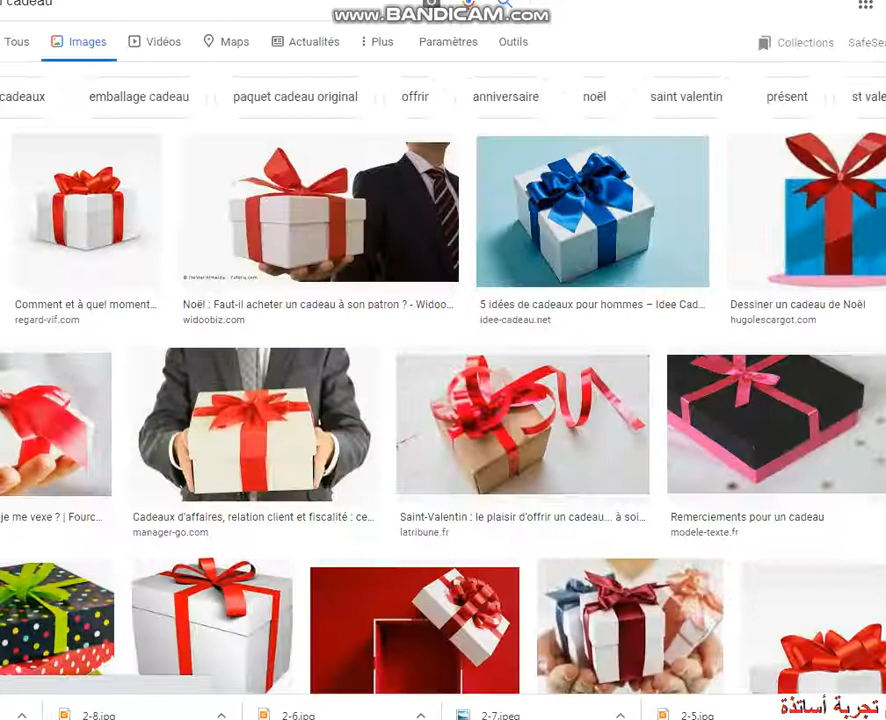 cadeau
www.BANDICAM.com
Tous Images Vidéos Maps Actualités Plus Paramètres Outils Collections SafeSea
cadeaux emballage cadeau paquet cadeau original offrir anniversaire noël saint valentin présent st vale
Comment et à quel moment... Noël : Faut-il acheter un cadeau à son patron ? - Widoo... 5 idées de cadeaux pour hommes – Idee Cad... Dessiner un cadeau de Noël
regard-vif.com widoobiz.com idee-cadeau.net hugolescargot.com
je me vexe ? | Fourc... Cadeaux d'affaires, relation client et fiscalité : ce... Saint-Valentin : le plaisir d'offrir un cadeau... à soi... Remerciements pour un cadeau
manager-go.com latribune.fr modele-texte.fr
2-8.jpg 2-6.jpg 2-7.jpeg 2-5.jpg
تجربة أساتذة